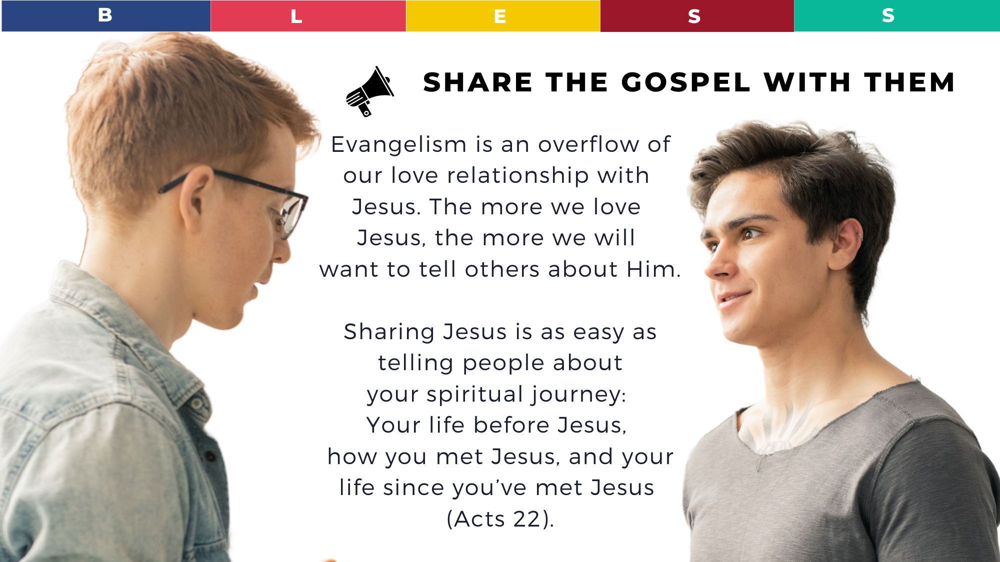 B L E S S
SHARE THE GOSPEL WITH THEM
Evangelism is an overflow of
our love relationship with
Jesus. The more we love
Jesus, the more we will
want to tell others about Him.
Sharing Jesus is as easy as
telling people about
your spiritual journey:
Your life before Jesus,
how you met Jesus, and your
life since you’ve met Jesus
(Acts 22).